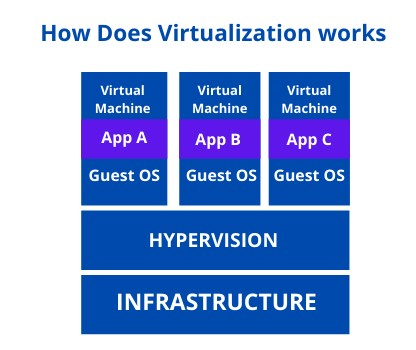 How Does Virtualization works
Virtual
Machine
App A
Guest OS
Virtual
Machine
App B
Guest OS
Virtual
Machine
App C
Guest OS
HYPERVISION
INFRASTRUCTURE